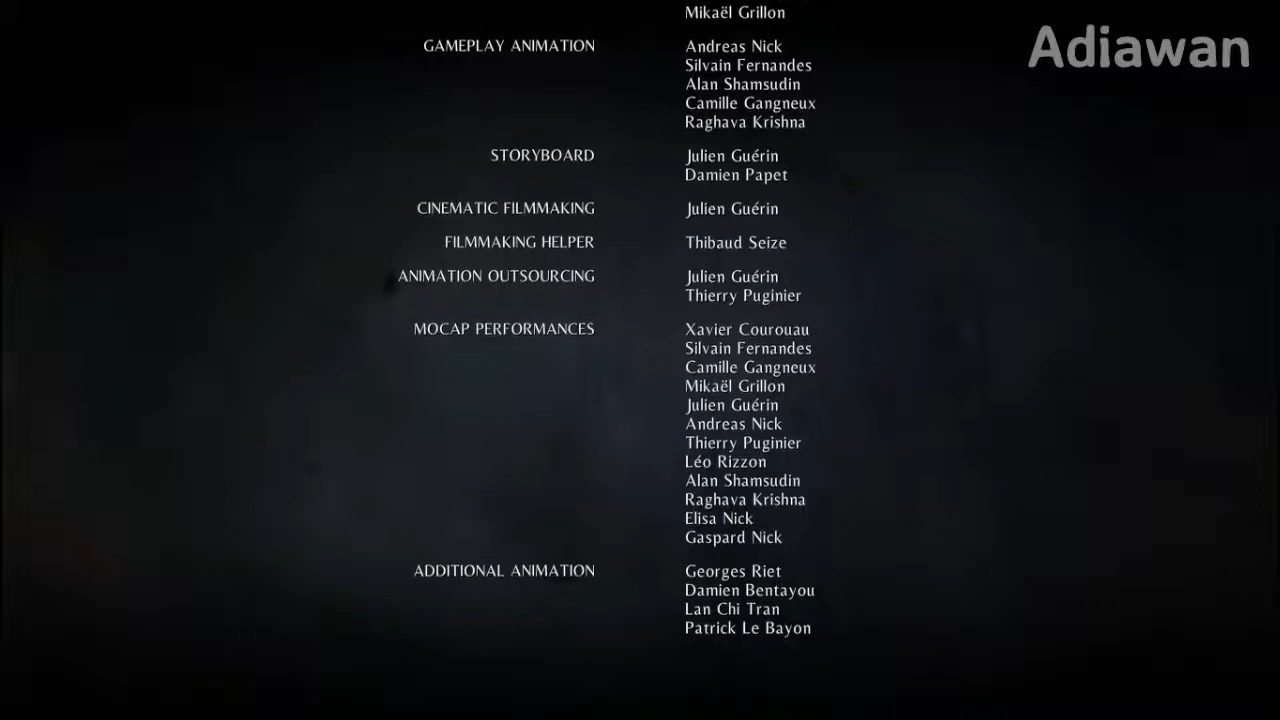 Mikaël Grillon
Adiawan
GAMEPLAY ANIMATION Andreas Nick
Silvain Fernandes
Alan Shamsudin
Camille Gangneux
Raghava Krishna
STORYBOARD Julien Guérin
Damien Papet
CINEMATIC FILMMAKING Julien Guérin
FILMMAKING HELPER Thibaud Seize
ANIMATION OUTSOURCING Julien Guérin
Thierry Puginier
MOCAP PERFORMANCES Xavier Courouau
Silvain Fernandes
Camille Gangneux
Mikaël Grillon
Julien Guérin
Andreas Nick
Thierry Puginier
Léo Rizzon
Alan Shamsudin
Raghava Krishna
Elisa Nick
Gaspard Nick
ADDITIONAL ANIMATION Georges Riet
Damien Bentayou
Lan Chi Tran
Patrick Le Bayon